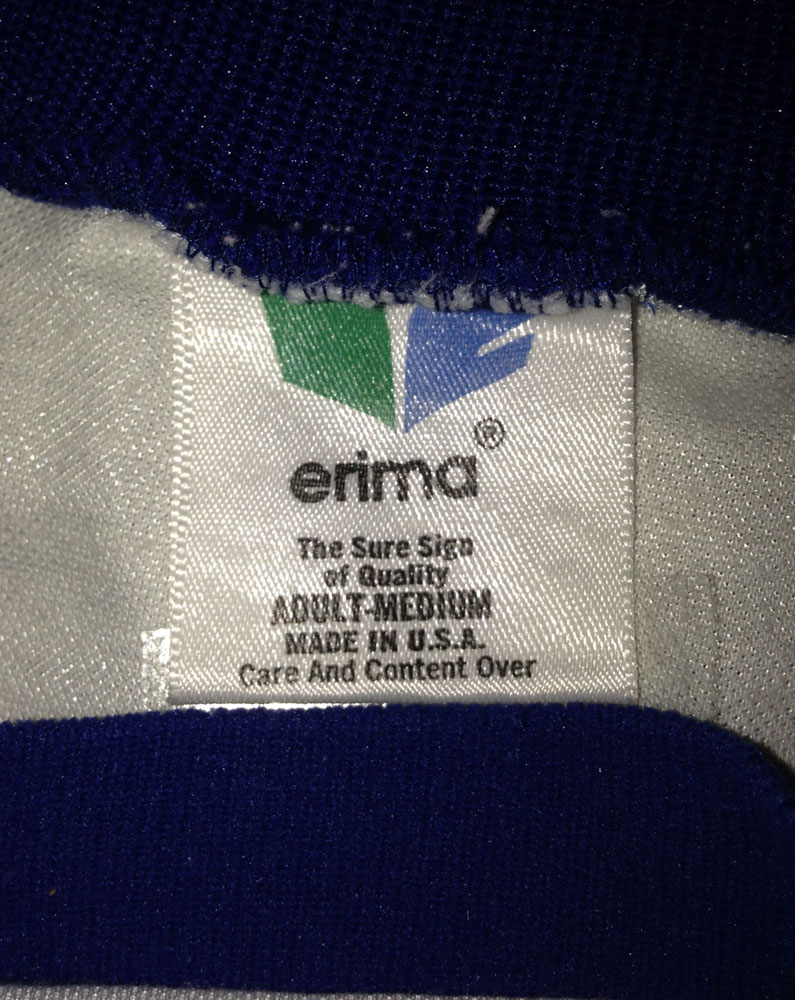 erima®
The Sure Sign
of Quality
ADULT-MEDIUM
MADE IN U.S.A.
Care And Content Over